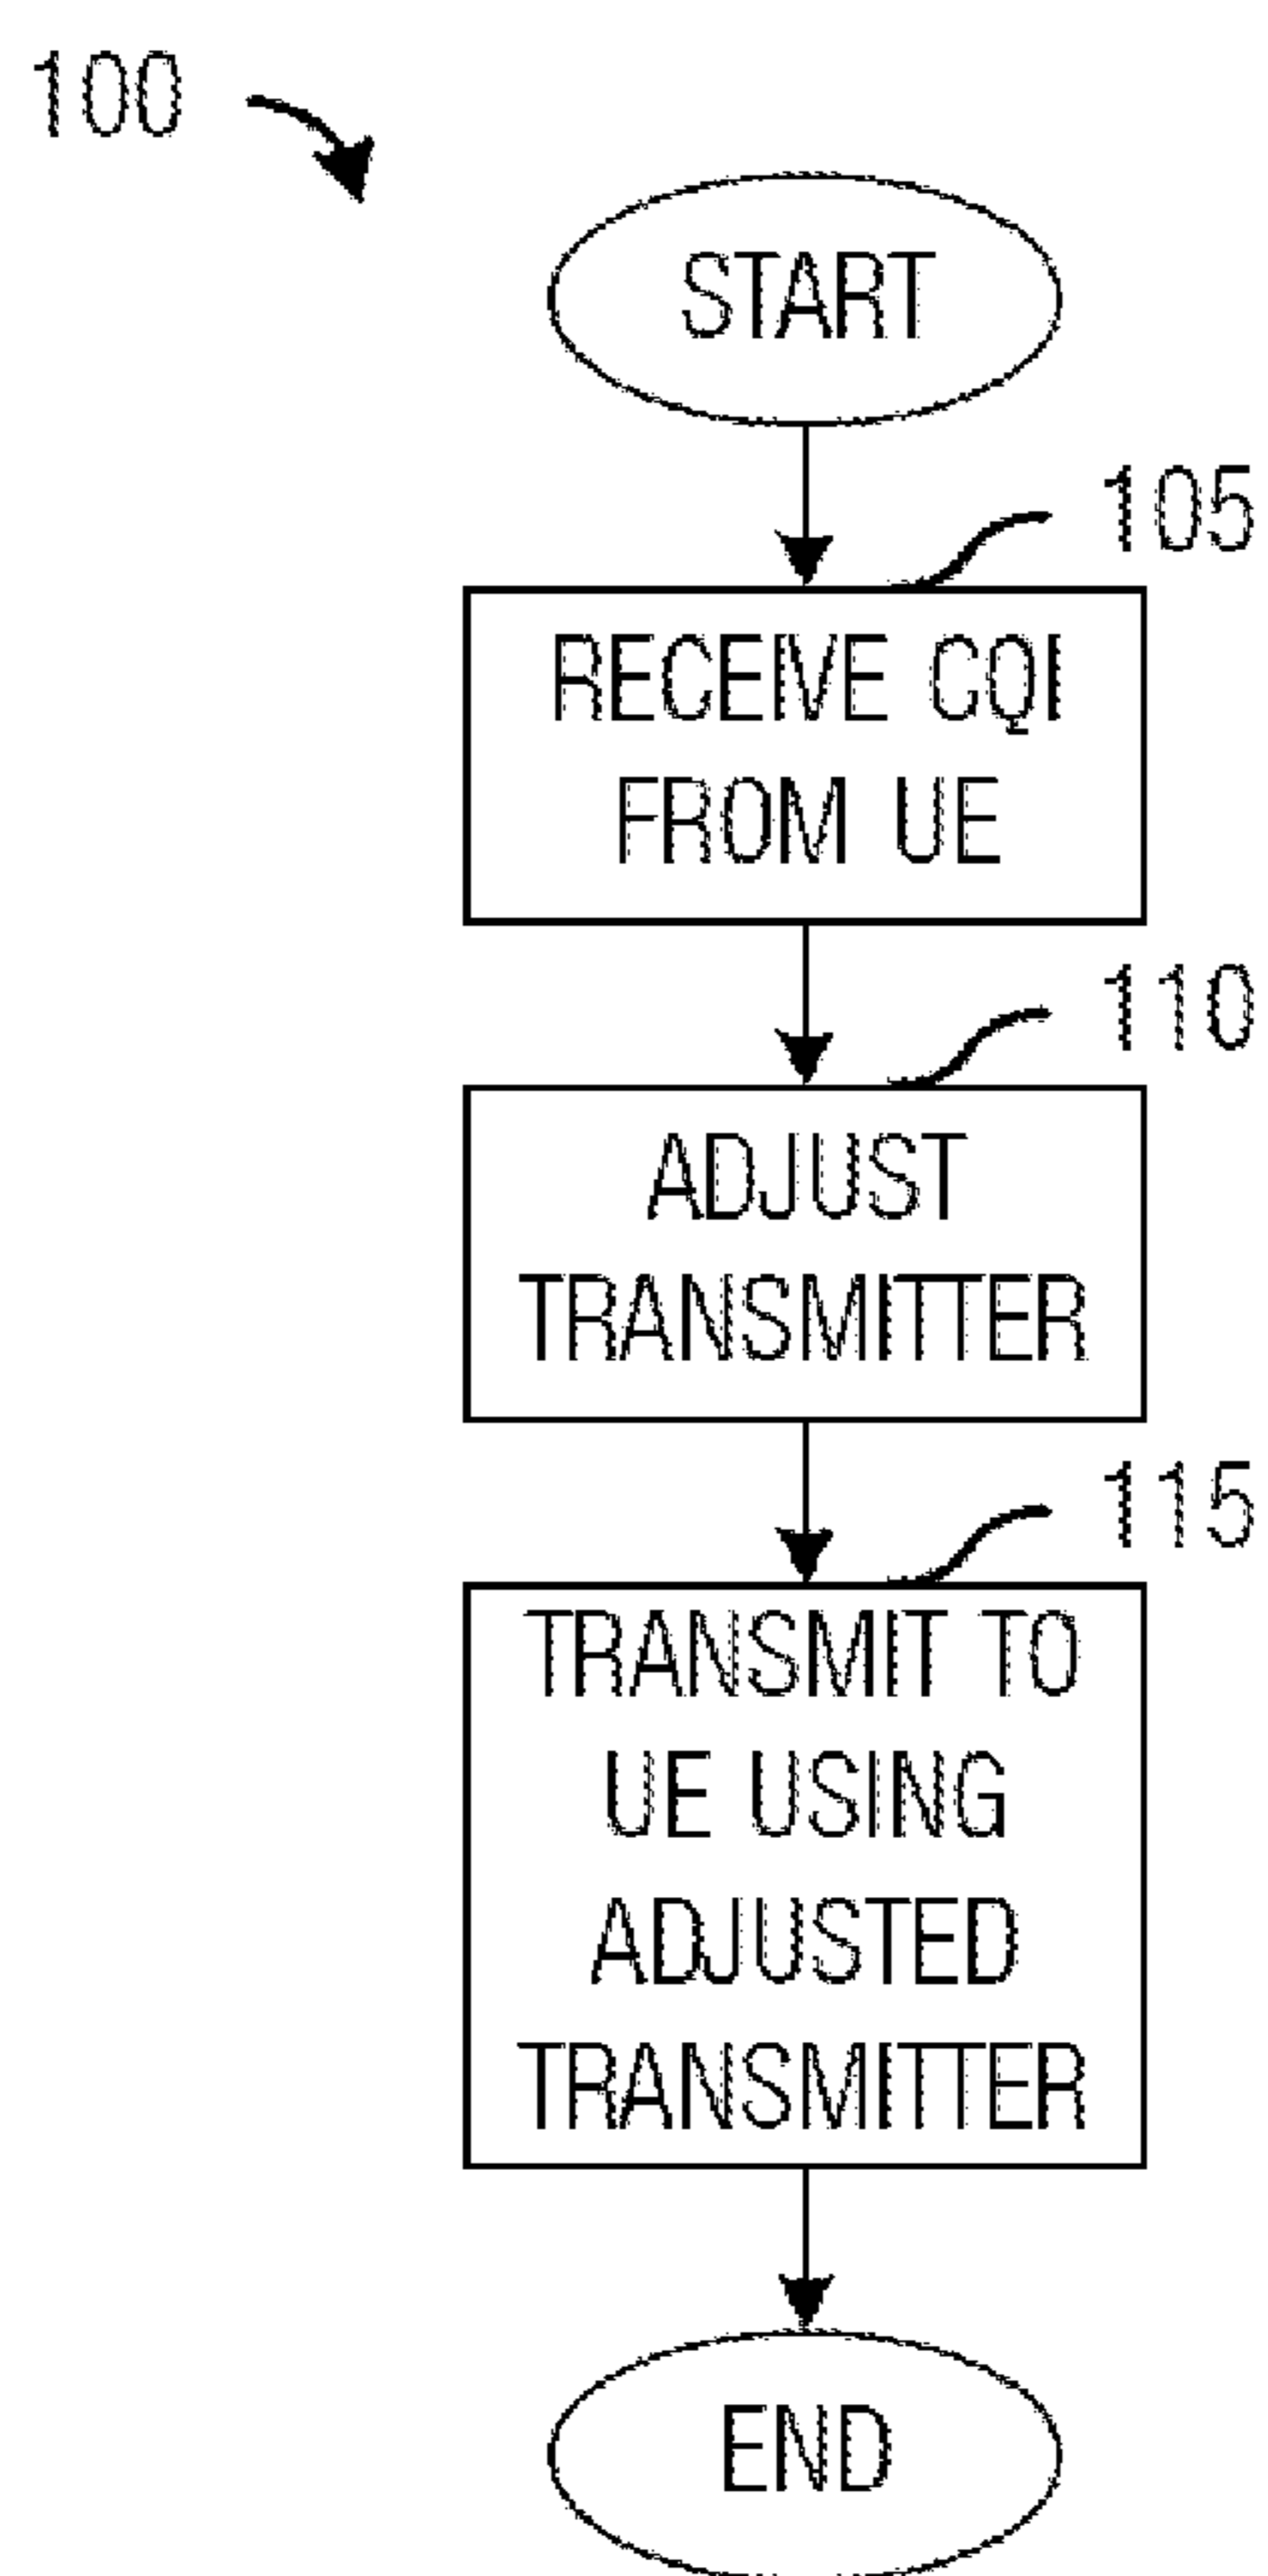 100
START
105
RECEIVE CQI
FROM UE
110
ADJUST
TRANSMITTER
115
TRANSMIT TO
UE USING
ADJUSTED
TRANSMITTER
END